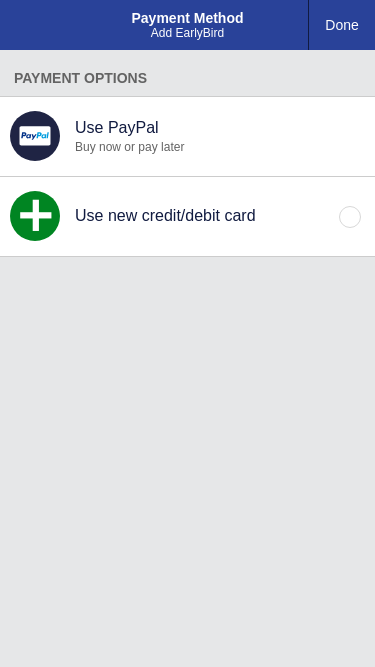 Payment Method
Add EarlyBird
Done
PAYMENT OPTIONS
PayPal
Use PayPal
Buy now or pay later
Use new credit/debit card